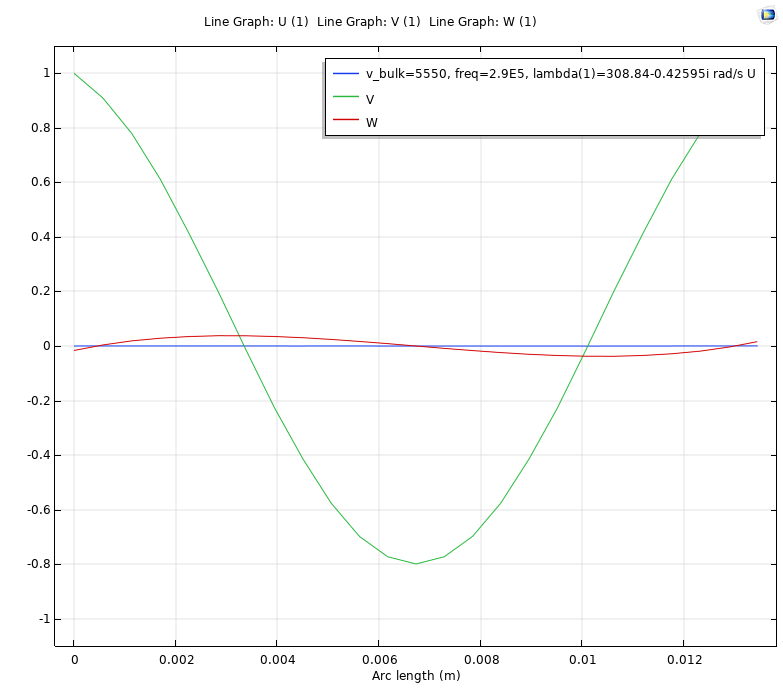 Line Graph: U (1) Line Graph: V (1) Line Graph: W (1)
v_bulk=5550, freq=2.9E5, lambda(1)=308.84-0.42595i rad/s U
V
W
1
0.8
0.6
0.4
0.2
0
-0.2
-0.4
-0.6
-0.8
-1
0 0.002 0.004 0.006 0.008 0.01 0.012
Arc length (m)